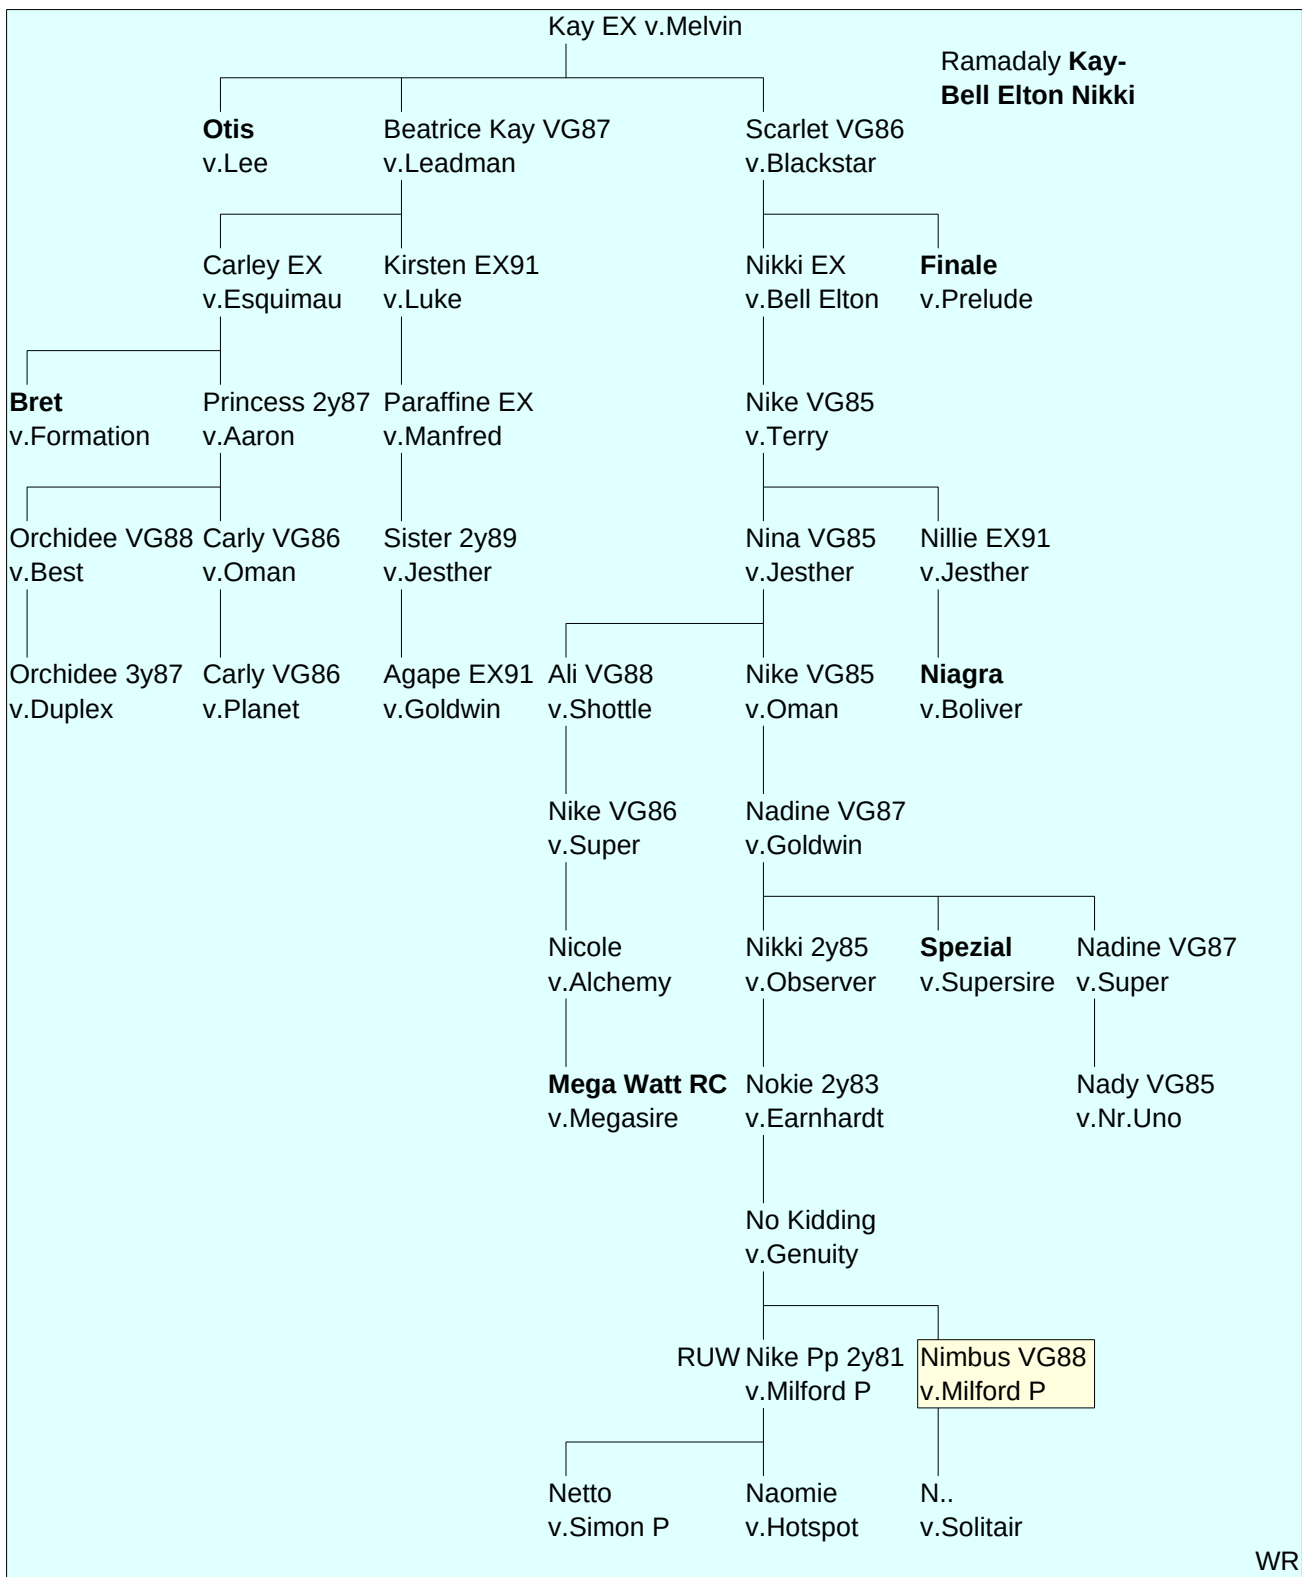 Kay EX v.Melvin
Ramadaly Kay-
Bell Elton Nikki
Otis
v.Lee
Beatrice Kay VG87
v.Leadman
Scarlet VG86
v.Blackstar
Carley EX
v.Esquimau
Kirsten EX91
v.Luke
Nikki EX
v.Bell Elton
Finale
v.Prelude
Bret
v.Formation
Princess 2y87
v.Aaron
Paraffine EX
v.Manfred
Nike VG85
v.Terry
Orchidee VG88
v.Best
Carly VG86
v.Oman
Sister 2y89
v.Jesther
Nina VG85
v.Jesther
Nillie EX91
v.Jesther
Orchidee 3y87
v.Duplex
Carly VG86
v.Planet
Agape EX91
v.Goldwin
Ali VG88
v.Shottle
Nike VG85
v.Oman
Niagra
v.Boliver
Nike VG86
v.Super
Nadine VG87
v.Goldwin
Nicole
v.Alchemy
Nikki 2y85
v.Observer
Spezial
v.Supersire
Nadine VG87
v.Super
Mega Watt RC
v.Megasire
Nokie 2y83
v.Earnhardt
Nady VG85
v.Nr.Uno
No Kidding
v.Genuity
RUW Nike Pp 2y81
v.Milford P
Nimbus VG88
v.Milford P
Netto
v.Simon P
Naomie
v.Hotspot
N..
v.Solitair
WR